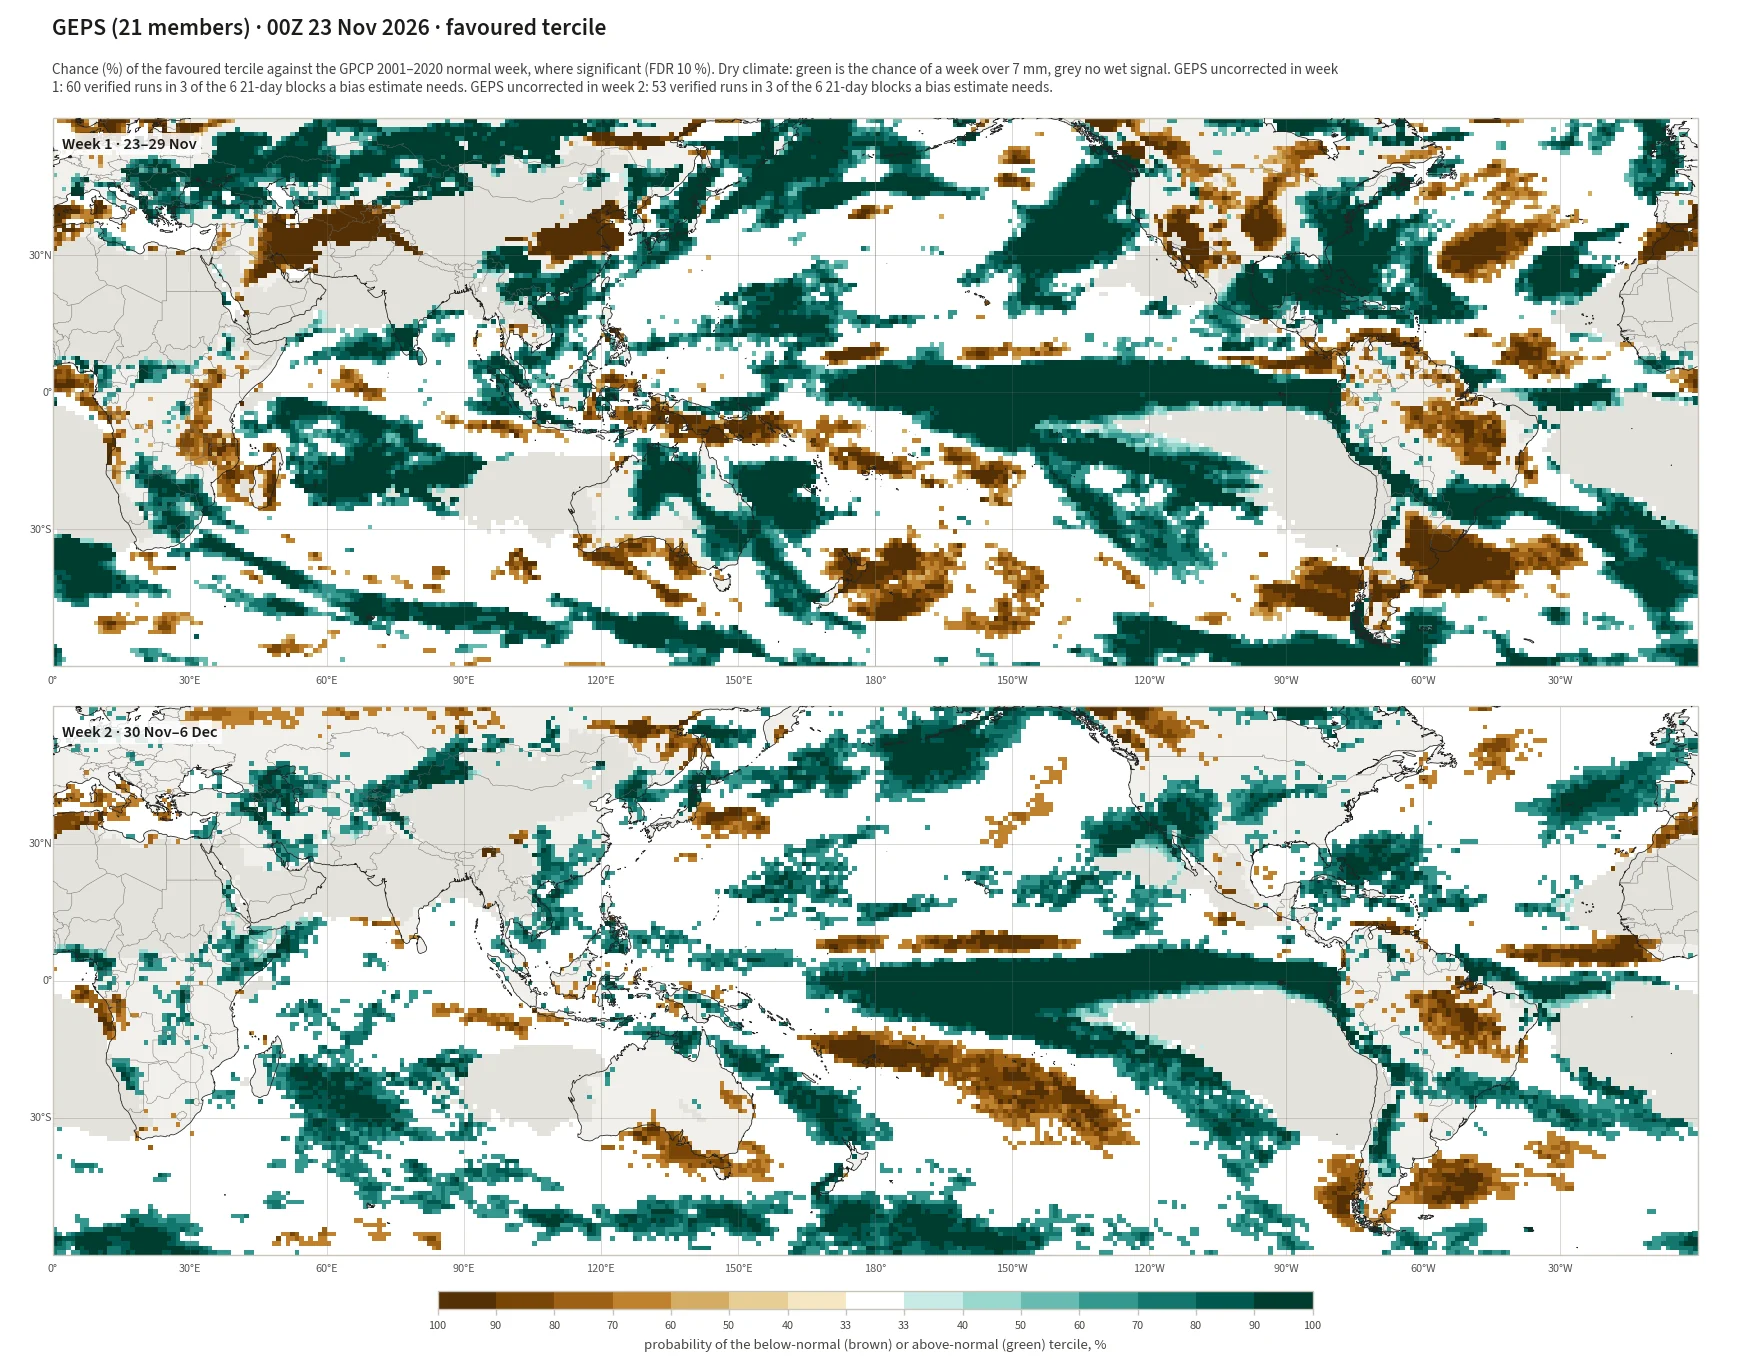 GEPS (21 members) · 00Z 23 Nov 2026 · favoured tercile
Chance (%) of the favoured tercile against the GPCP 2001–2020 normal week, where significant (FDR 10 %). Dry climate: green is the chance of a week over 7 mm, grey no wet signal. GEPS uncorrected in week
1: 60 verified runs in 3 of the 6 21-day blocks a bias estimate needs. GEPS uncorrected in week 2: 53 verified runs in 3 of the 6 21-day blocks a bias estimate needs.
Week 1 · 23–29 Nov
30°N
0°
30°S
0° 30°E 60°E 90°E 120°E 150°E 180° 150°W 120°W 90°W 60°W 30°W
Week 2 · 30 Nov–6 Dec
30°N
0°
30°S
0° 30°E 60°E 90°E 120°E 150°E 180° 150°W 120°W 90°W 60°W 30°W
100 90 80 70 60 50 40 33 33 40 50 60 70 80 90 100
probability of the below-normal (brown) or above-normal (green) tercile, %